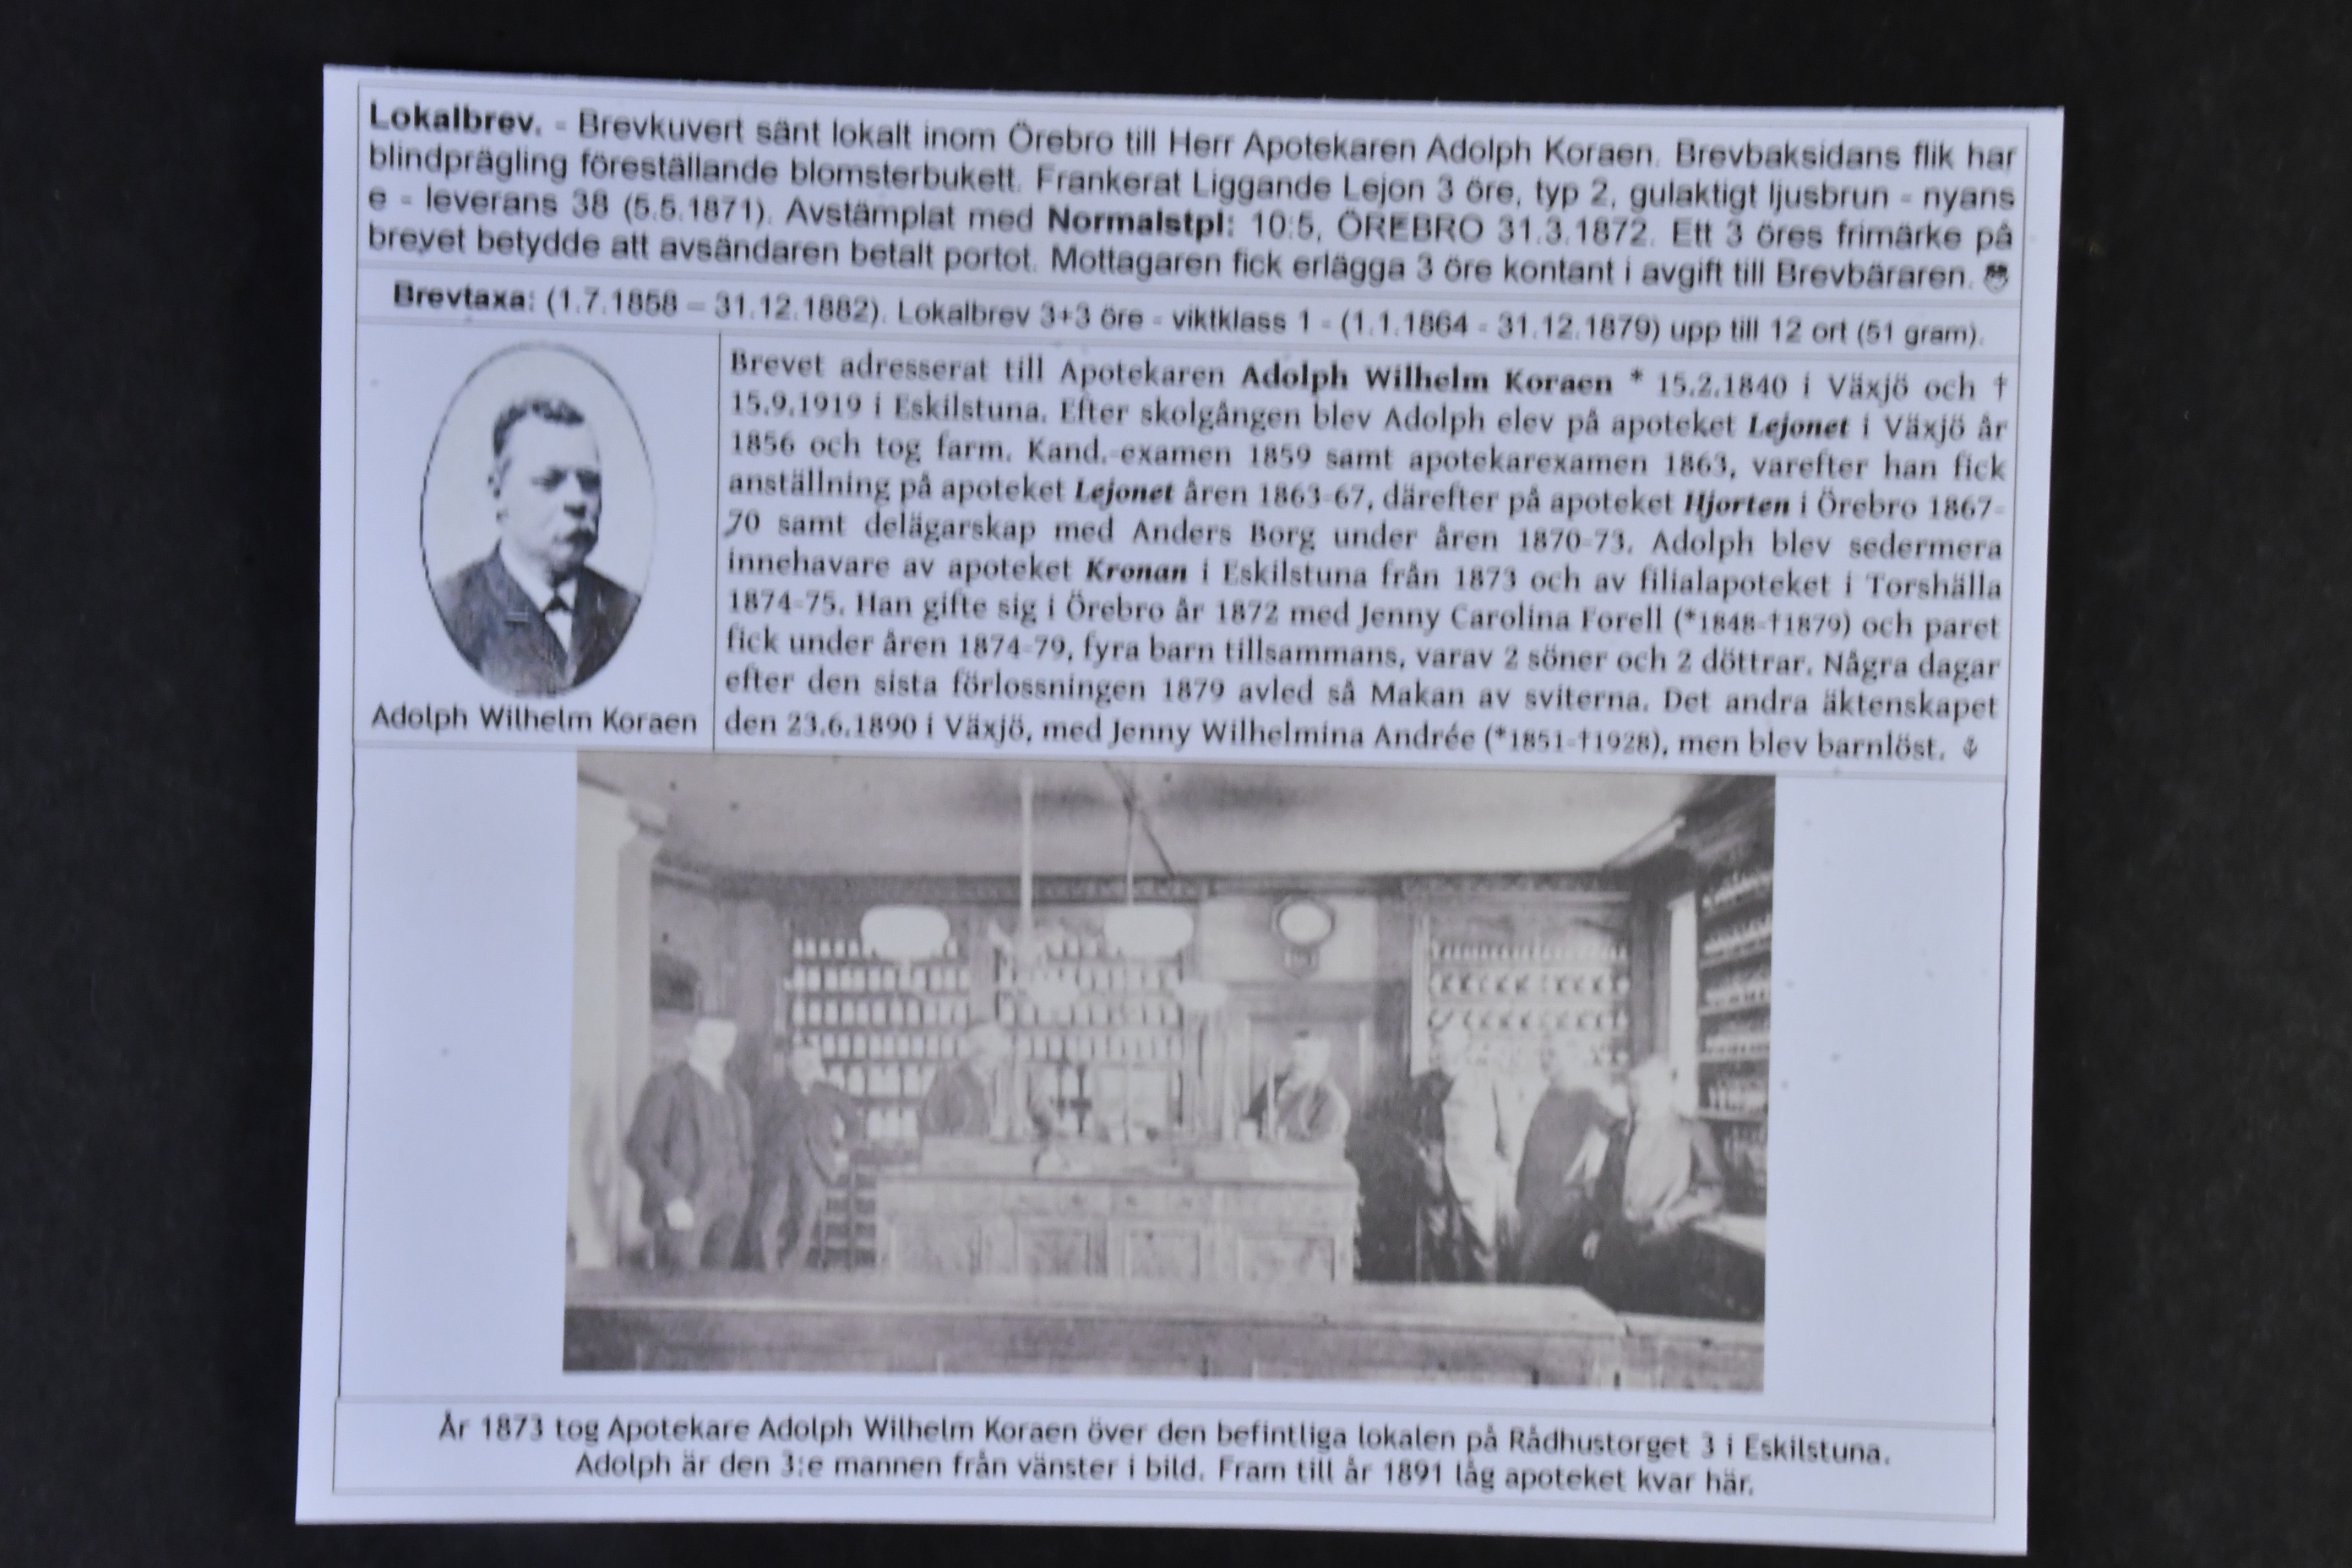 Lokalbrev. - Brevkuvert sänt lokalt inom Örebro till Herr Apotekaren Adolph Koraen. Brevbaksidans flik har
blindprägling föreställande blomsterbukett. Frankerat Liggande Lejon 3 öre, typ 2, gulaktigt ljusbrun - nyans
e - leverans 38 (5.5.1871). Avstämplat med Normalstpl: 10:5, ÖREBRO 31.3.1872. Ett 3 öres frimärke på
brevet betydde att avsändaren betalt portot. Mottagaren fick erlägga 3 öre kontant i avgift till Brevbäraren.
Brevtaxa: (1.7.1858 – 31.12.1882). Lokalbrev 3+3 öre - viktklass 1 - (1.1.1864 - 31.12.1879) upp till 12 ort (51 gram).
Brevet adresserat till Apotekaren Adolph Wilhelm Koraen * 15.2.1840 i Växjö och †
15.9.1919 i Eskilstuna. Efter skolgången blev Adolph elev på apoteket Lejonet i Växjö år
1856 och tog farm. Kand.-examen 1859 samt apotekarexamen 1863, varefter han fick
anställning på apoteket Lejonet åren 1863-67, därefter på apoteket Hjorten i Örebro 1867-
70 samt delägarskap med Anders Borg under åren 1870-73. Adolph blev sedermera
innehavare av apoteket Kronan i Eskilstuna från 1873 och av filialapoteket i Torshälla
1874-75. Han gifte sig i Örebro år 1872 med Jenny Carolina Forell (*1848-†1879) och paret
fick under åren 1874-79, fyra barn tillsammans, varav 2 söner och 2 döttrar. Några dagar
efter den sista förlossningen 1879 avled så Makan av sviterna. Det andra äktenskapet
den 23.6.1890 i Växjö, med Jenny Wilhelmina Andrée (*1851-†1928), men blev barnlöst.
Adolph Wilhelm Koraen
År 1873 tog Apotekare Adolph Wilhelm Koraen över den befintliga lokalen på Rådhustorget 3 i Eskilstuna.
Adolph är den 3:e mannen från vänster i bild. Fram till år 1891 låg apoteket kvar här.